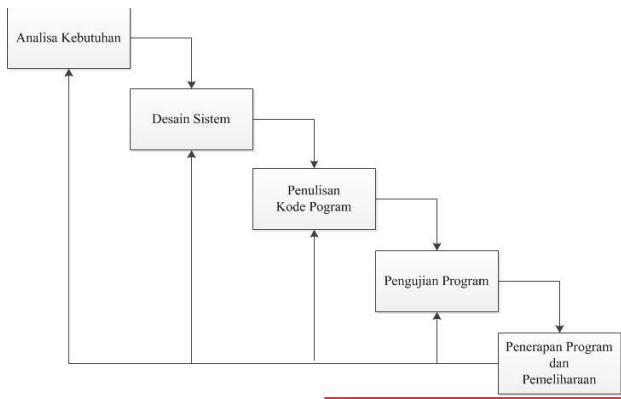 Analisa Kebutuhan
Desain Sistem
Penulisan
Kode Pogram
Pengujian Program
Penerapan Program
dan
Pemeliharaan